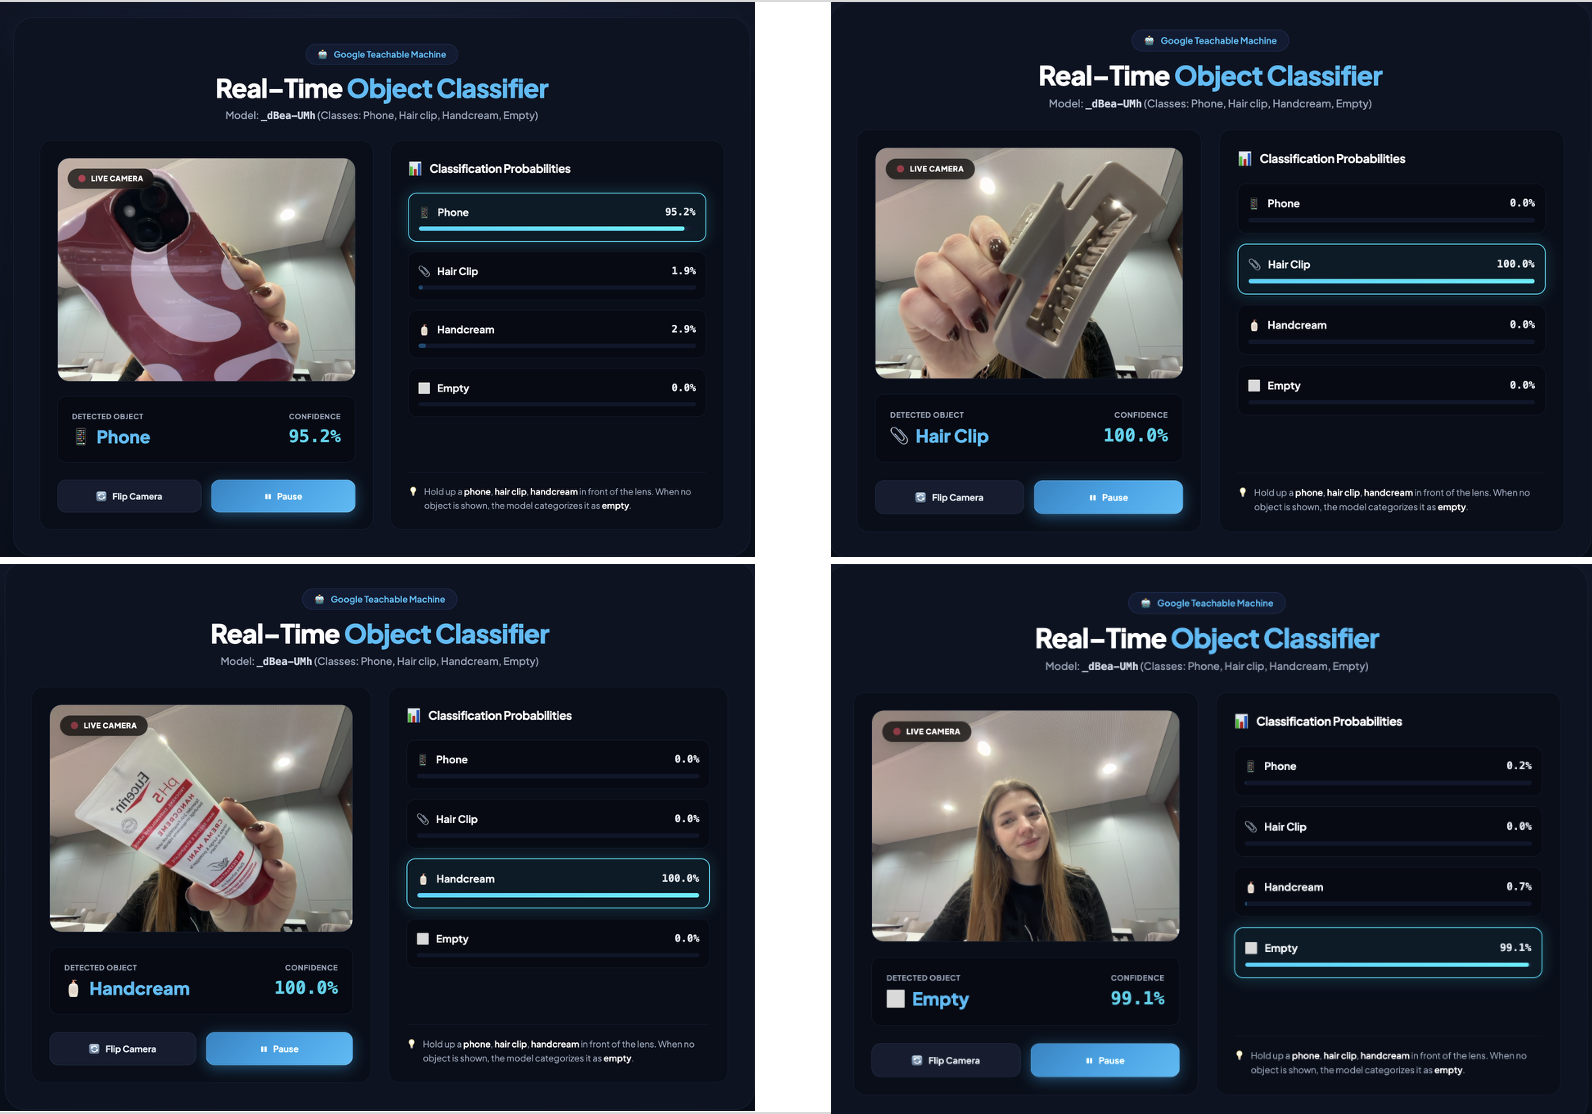 Google Teachable Machine
Real-Time Object Classifier
Model: _dBea-UMh (Classes: Phone, Hair clip, Handcream, Empty)
LIVE CAMERA
DETECTED OBJECT
CONFIDENCE
Phone
95.2%
Flip Camera
Pause
Classification Probabilities
Phone
95.2%
Hair Clip
1.9%
Handcream
2.9%
Empty
0.0%
Hold up a phone, hair clip, handcream in front of the lens. When no
object is shown, the model categorizes it as empty.
Google Teachable Machine
Real-Time Object Classifier
Model: _dBea-UMh (Classes: Phone, Hair clip, Handcream, Empty)
LIVE CAMERA
DETECTED OBJECT
CONFIDENCE
Hair Clip
100.0%
Flip Camera
Pause
Classification Probabilities
Phone
0.0%
Hair Clip
100.0%
Handcream
0.0%
Empty
0.0%
Hold up a phone, hair clip, handcream in front of the lens. When no
object is shown, the model categorizes it as empty.
Google Teachable Machine
Real-Time Object Classifier
Model: _dBea-UMh (Classes: Phone, Hair clip, Handcream, Empty)
LIVE CAMERA
Eucerin
pH5
HANDCREME
CREMA MANI
DETECTED OBJECT
CONFIDENCE
Handcream
100.0%
Flip Camera
Pause
Classification Probabilities
Phone
0.0%
Hair Clip
0.0%
Handcream
100.0%
Empty
0.0%
Hold up a phone, hair clip, handcream in front of the lens. When no
object is shown, the model categorizes it as empty.
Google Teachable Machine
Real-Time Object Classifier
Model: _dBea-UMh (Classes: Phone, Hair clip, Handcream, Empty)
LIVE CAMERA
DETECTED OBJECT
CONFIDENCE
Empty
99.1%
Flip Camera
Pause
Classification Probabilities
Phone
0.2%
Hair Clip
0.0%
Handcream
0.7%
Empty
99.1%
Hold up a phone, hair clip, handcream in front of the lens. When no
object is shown, the model categorizes it as empty.